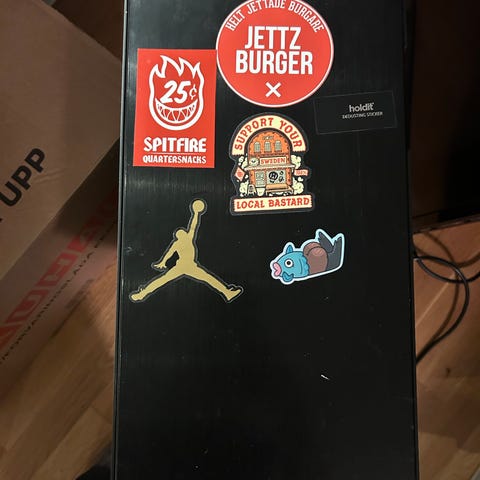 HELT JETTADE BURGARE
JETTZ
BURGER
25¢
SPITFIRE
QUARTERSNACKS
holdit
DEDUSTING STICKER
SUPPORT YOUR
SWEDEN
LOCAL BASTARD
UPP